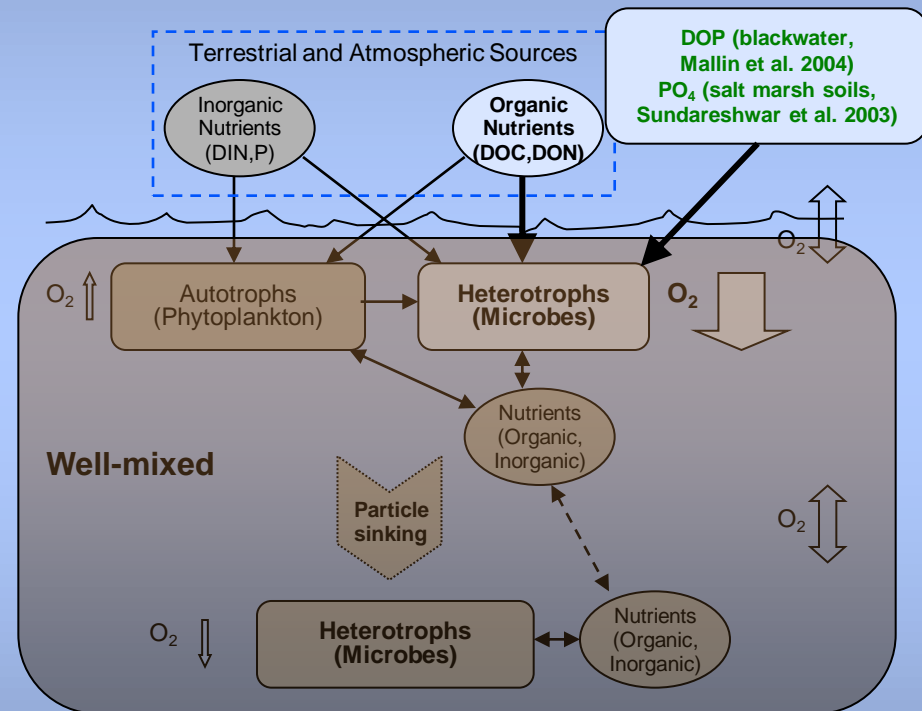 Terrestrial and Atmospheric Sources
Inorganic
Nutrients
(DIN,P)
Organic
Nutrients
(DOC,DON)
DOP (blackwater,
Mallin et al. 2004)
PO₄ (salt marsh soils,
Sundareshwar et al. 2003)
O₂
O₂
Autotrophs
(Phytoplankton)
Heterotrophs
(Microbes)
O₂
Nutrients
(Organic,
Inorganic)
Well-mixed
Particle
sinking
O₂
O₂
Heterotrophs
(Microbes)
Nutrients
(Organic,
Inorganic)